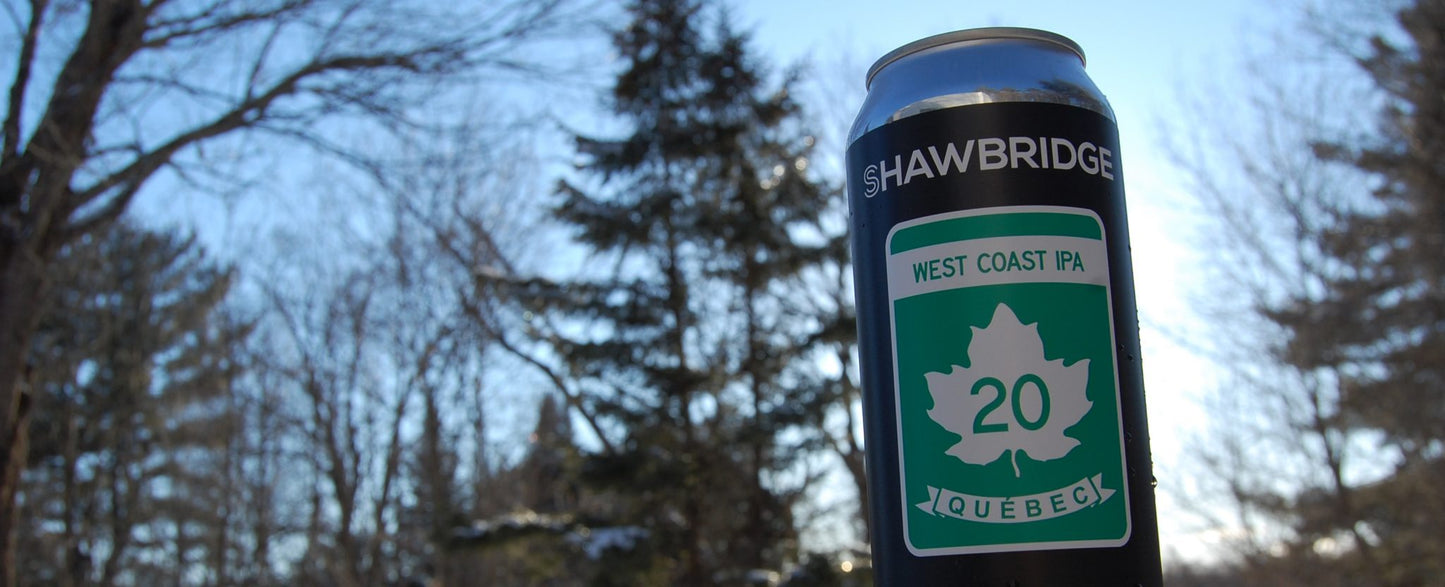 SHAWBRIDGE
WEST COAST IPA
20
QUÉBEC